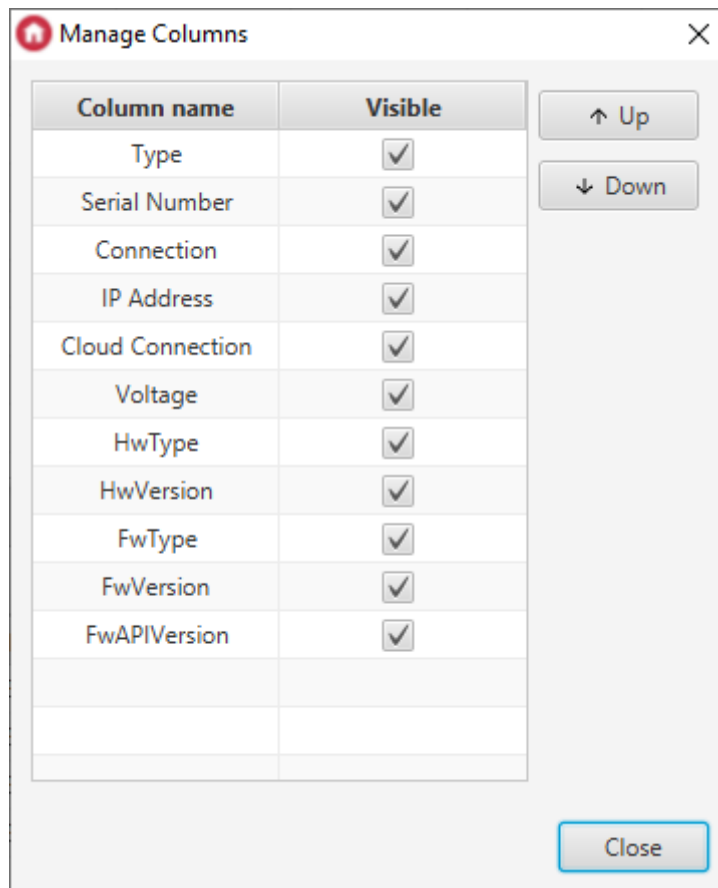 Manage Columns
Column name Visible
↑ Up
Type
↓ Down
Serial Number
Connection
IP Address
Cloud Connection
Voltage
HwType
HwVersion
FwType
FwVersion
FwAPIVersion
Close